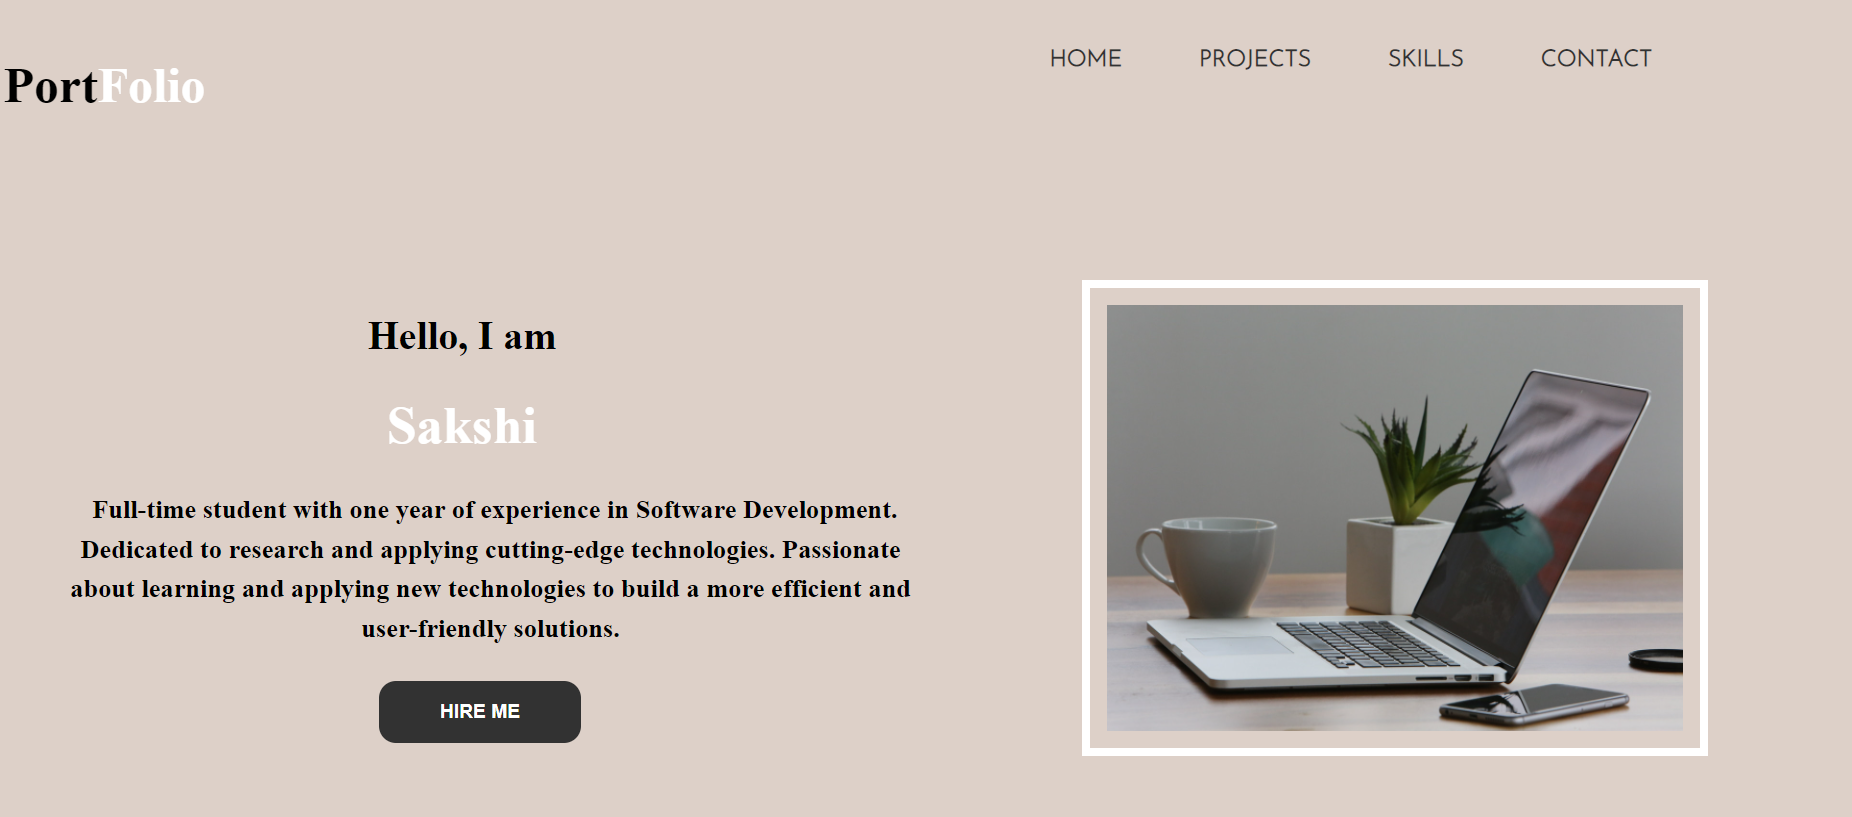 PortFolio
HOME PROJECTS SKILLS CONTACT
Hello, I am
Sakshi
Full-time student with one year of experience in Software Development.
Dedicated to research and applying cutting-edge technologies. Passionate
about learning and applying new technologies to build a more efficient and
user-friendly solutions.
HIRE ME